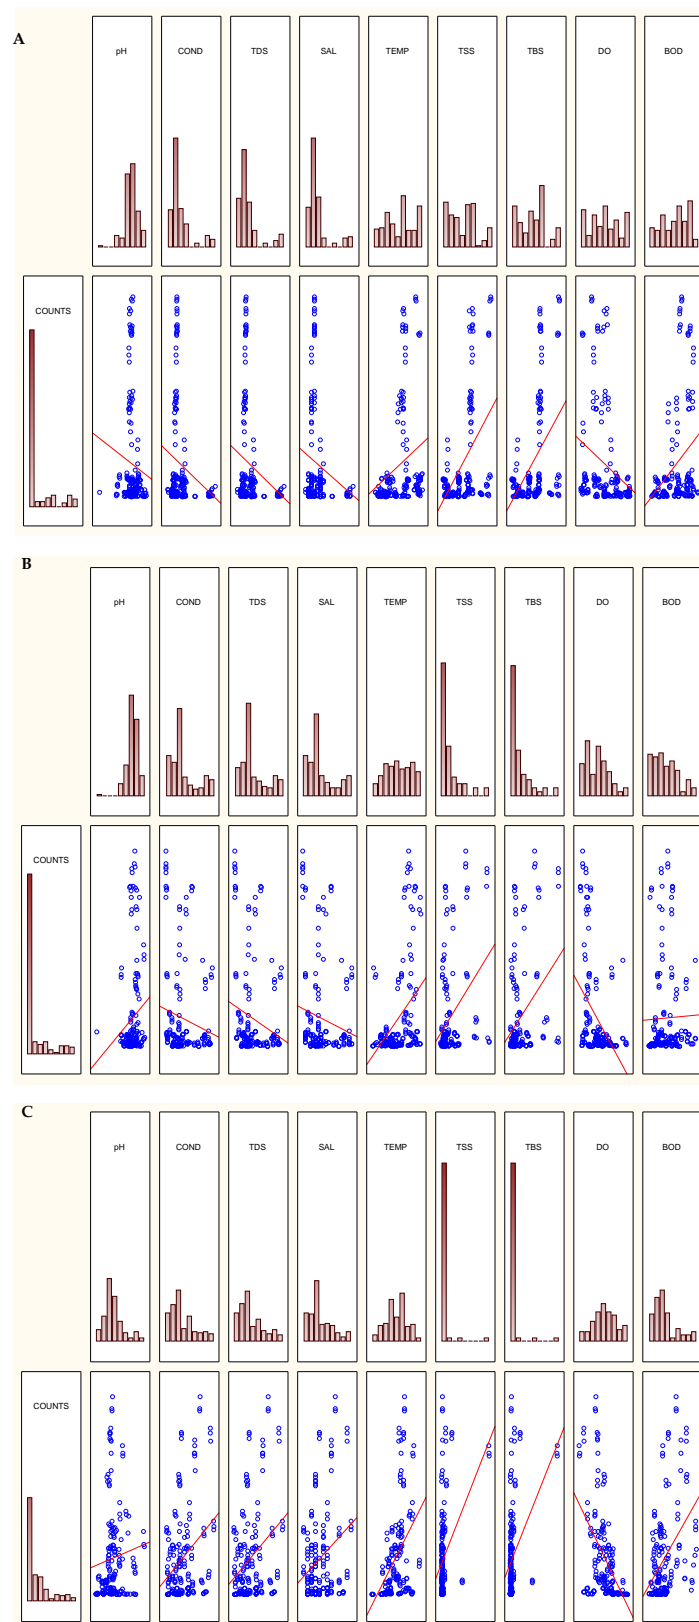 A
pH COND TDS SAL TEMP TSS TBS DO BOD
COUNTS
B
pH COND TDS SAL TEMP TSS TBS DO BOD
COUNTS
C
pH COND TDS SAL TEMP TSS TBS DO BOD
COUNTS